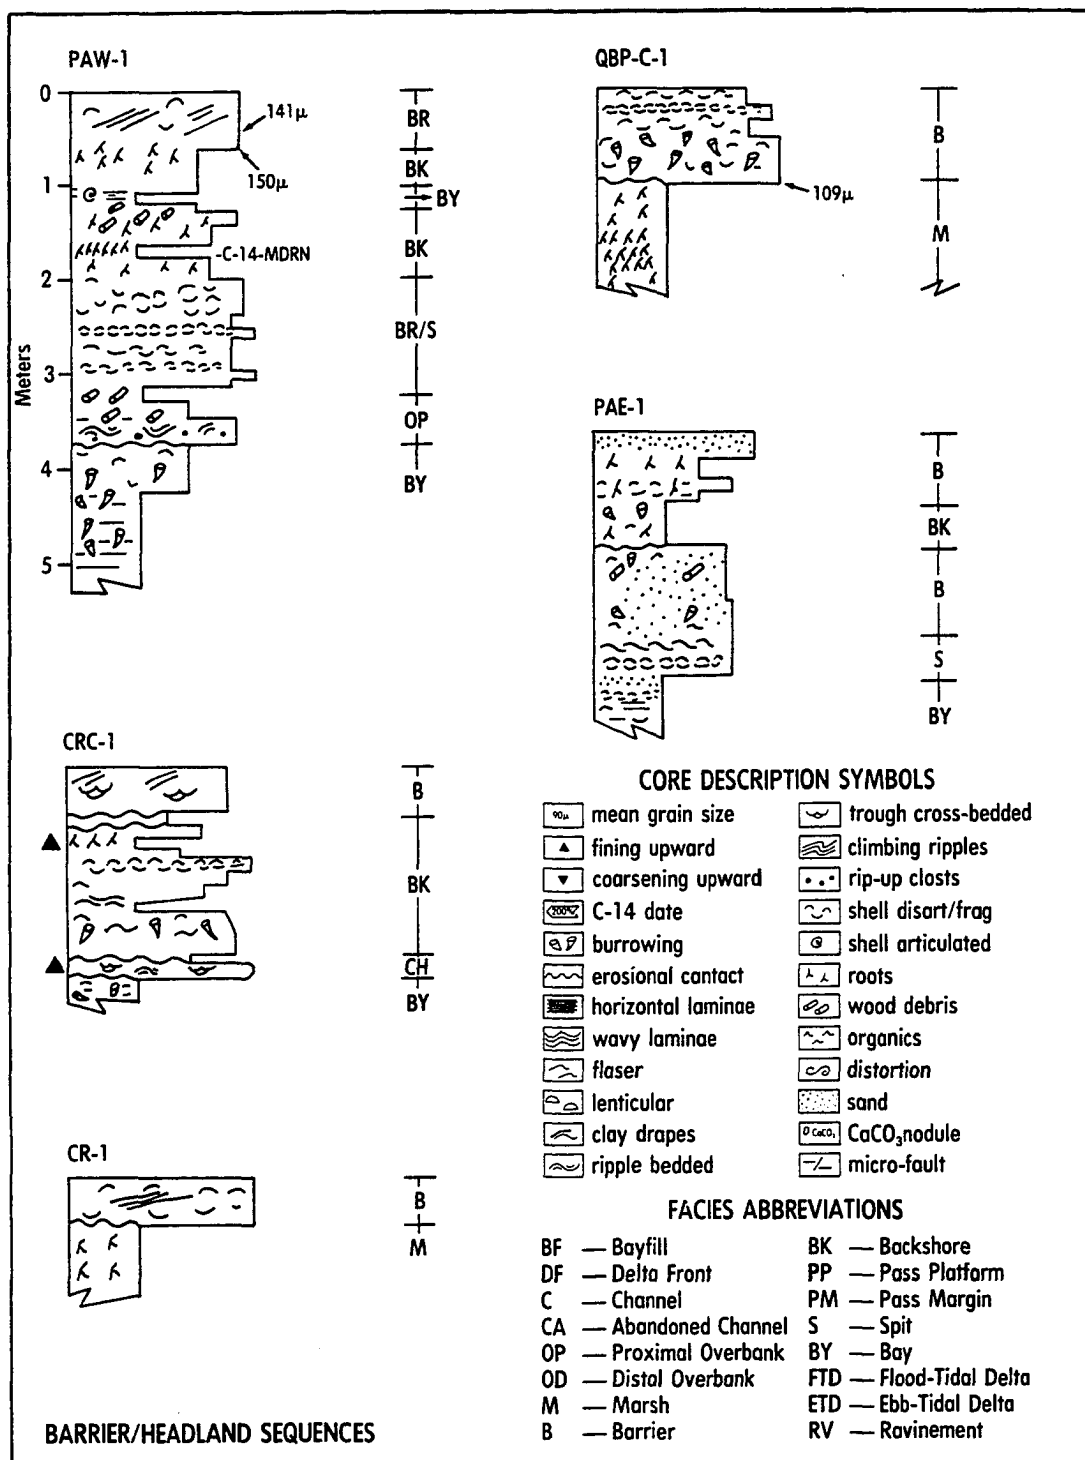 PAW-1
0
141μ
150μ
1
-C-14-MDRN
2
Meters
3
4
5
BR
BK
BY
BK
BR/S
OP
BY
QBP-C-1
109μ
B
M
PAE-1
B
BK
B
S
BY
CRC-1
B
BK
CH
BY
CR-1
B
M
CORE DESCRIPTION SYMBOLS
90μ mean grain size
fining upward
coarsening upward
C-14 date
burrowing
erosional contact
horizontal laminae
wavy laminae
flaser
lenticular
clay drapes
ripple bedded
trough cross-bedded
climbing ripples
rip-up closts
shell disart/frag
shell articulated
roots
wood debris
organics
distortion
sand
CaCO₃ CaCO₃nodule
micro-fault
FACIES ABBREVIATIONS
BF — Bayfill
DF — Delta Front
C — Channel
CA — Abandoned Channel
OP — Proximal Overbank
OD — Distal Overbank
M — Marsh
B — Barrier
BK — Backshore
PP — Pass Platform
PM — Pass Margin
S — Spit
BY — Bay
FTD — Flood-Tidal Delta
ETD — Ebb-Tidal Delta
RV — Ravinement
BARRIER/HEADLAND SEQUENCES